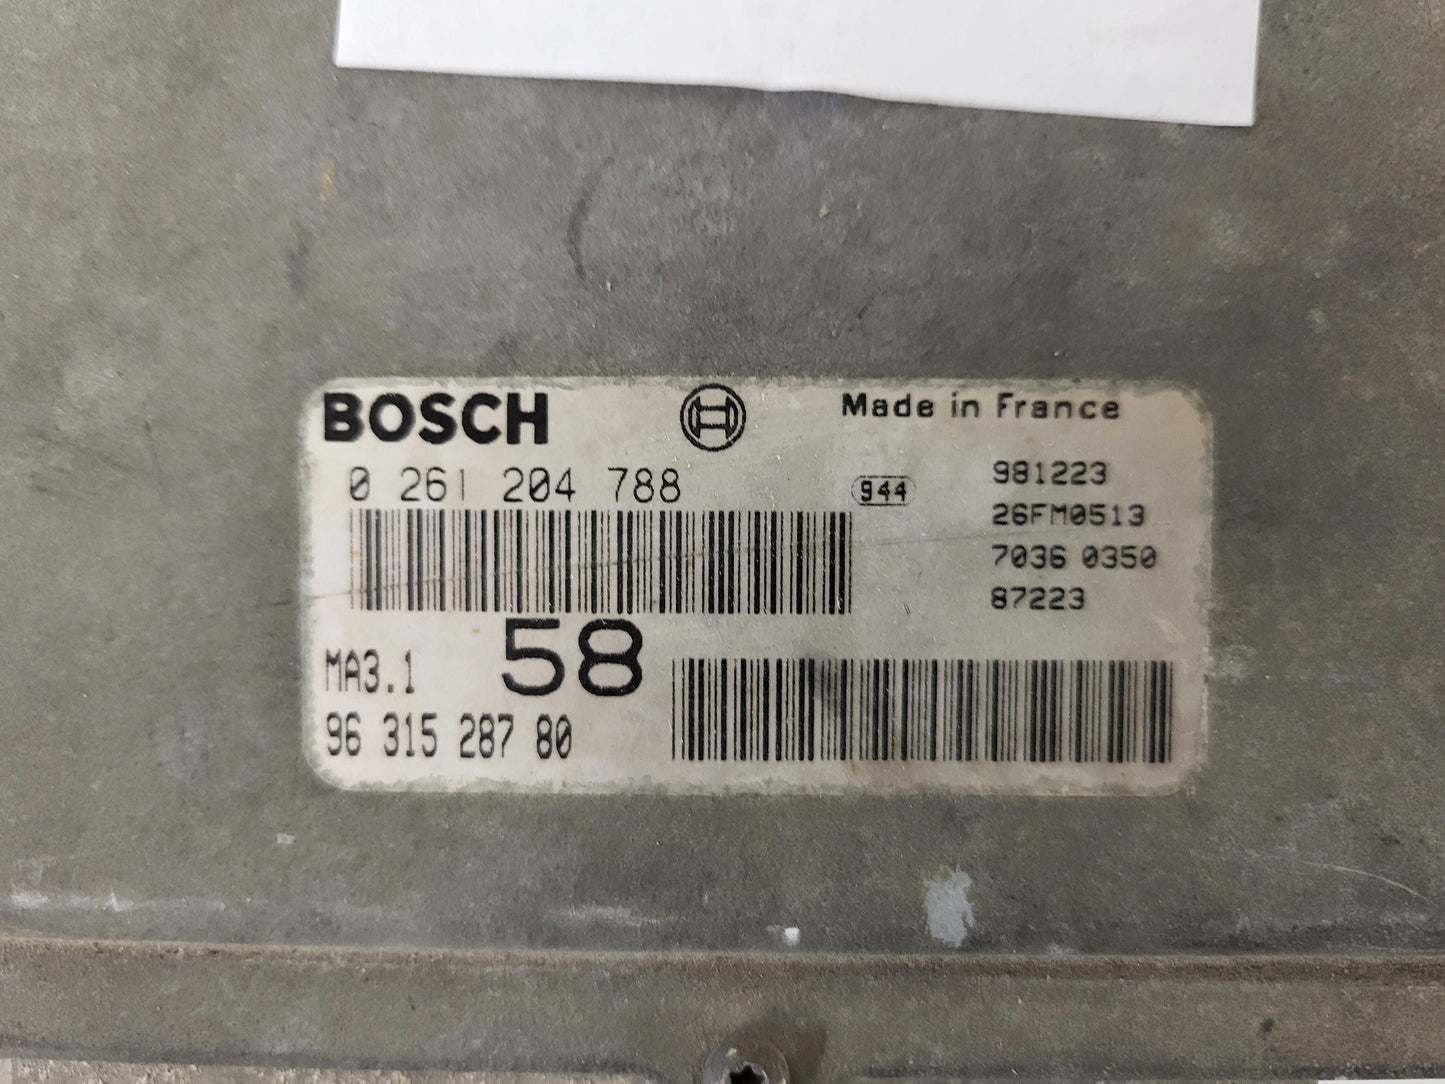 BOSCH
Made in France
0 261 204 788
944
981223
26FM0513
7036 0350
87223
MA3.1
58
96 315 287 80